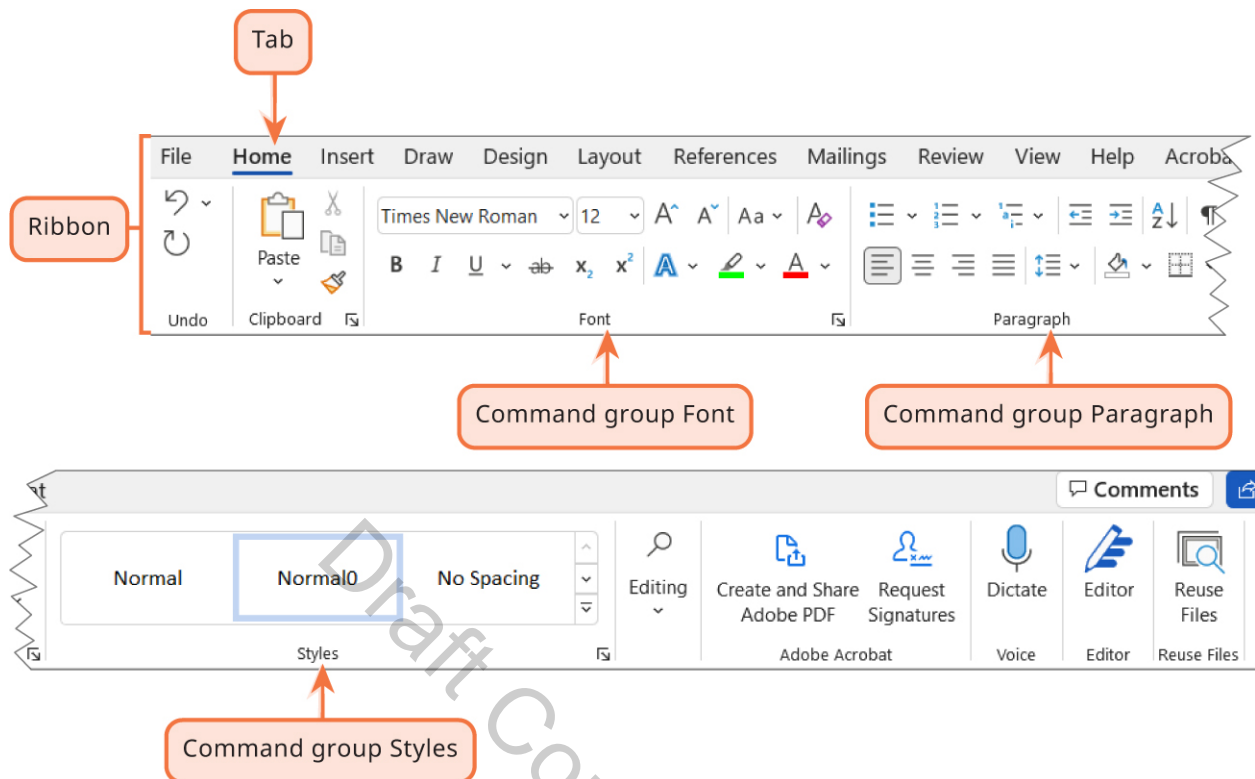 Tab
File Home Insert Draw Design Layout References Mailings Review View Help Acroba
Ribbon
Times New Roman 12 Aa
Paste
B I U ab x₂ x² A A
Undo Clipboard Font Paragraph
Command group Font Command group Paragraph
at
Comments
Normal Normal0 No Spacing
Editing
Create and Share
Adobe PDF
Request
Signatures
Dictate
Editor
Reuse
Files
Styles Adobe Acrobat Voice Editor Reuse Files
Command group Styles
Draft Co